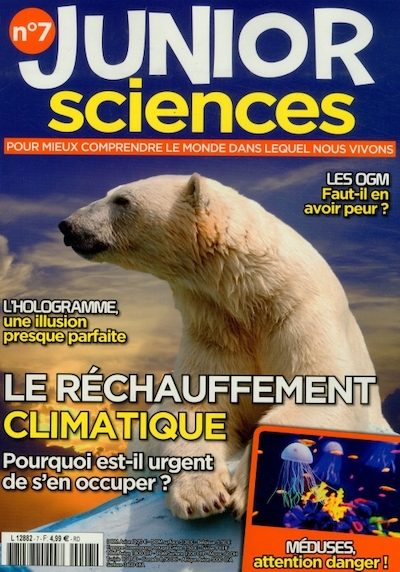 n°7
JUNIOR
sciences
POUR MIEUX COMPRENDRE LE MONDE DANS LEQUEL NOUS VIVONS
LES OGM
Faut-il en
avoir peur ?
L'HOLOGRAMME,
une illusion
presque parfaite
LE RÉCHAUFFEMENT
CLIMATIQUE
Pourquoi est-il urgent
de s'en occuper ?
L 12882 - 7 - F: 4,99 € - RD
MÉDUSES,
attention danger !